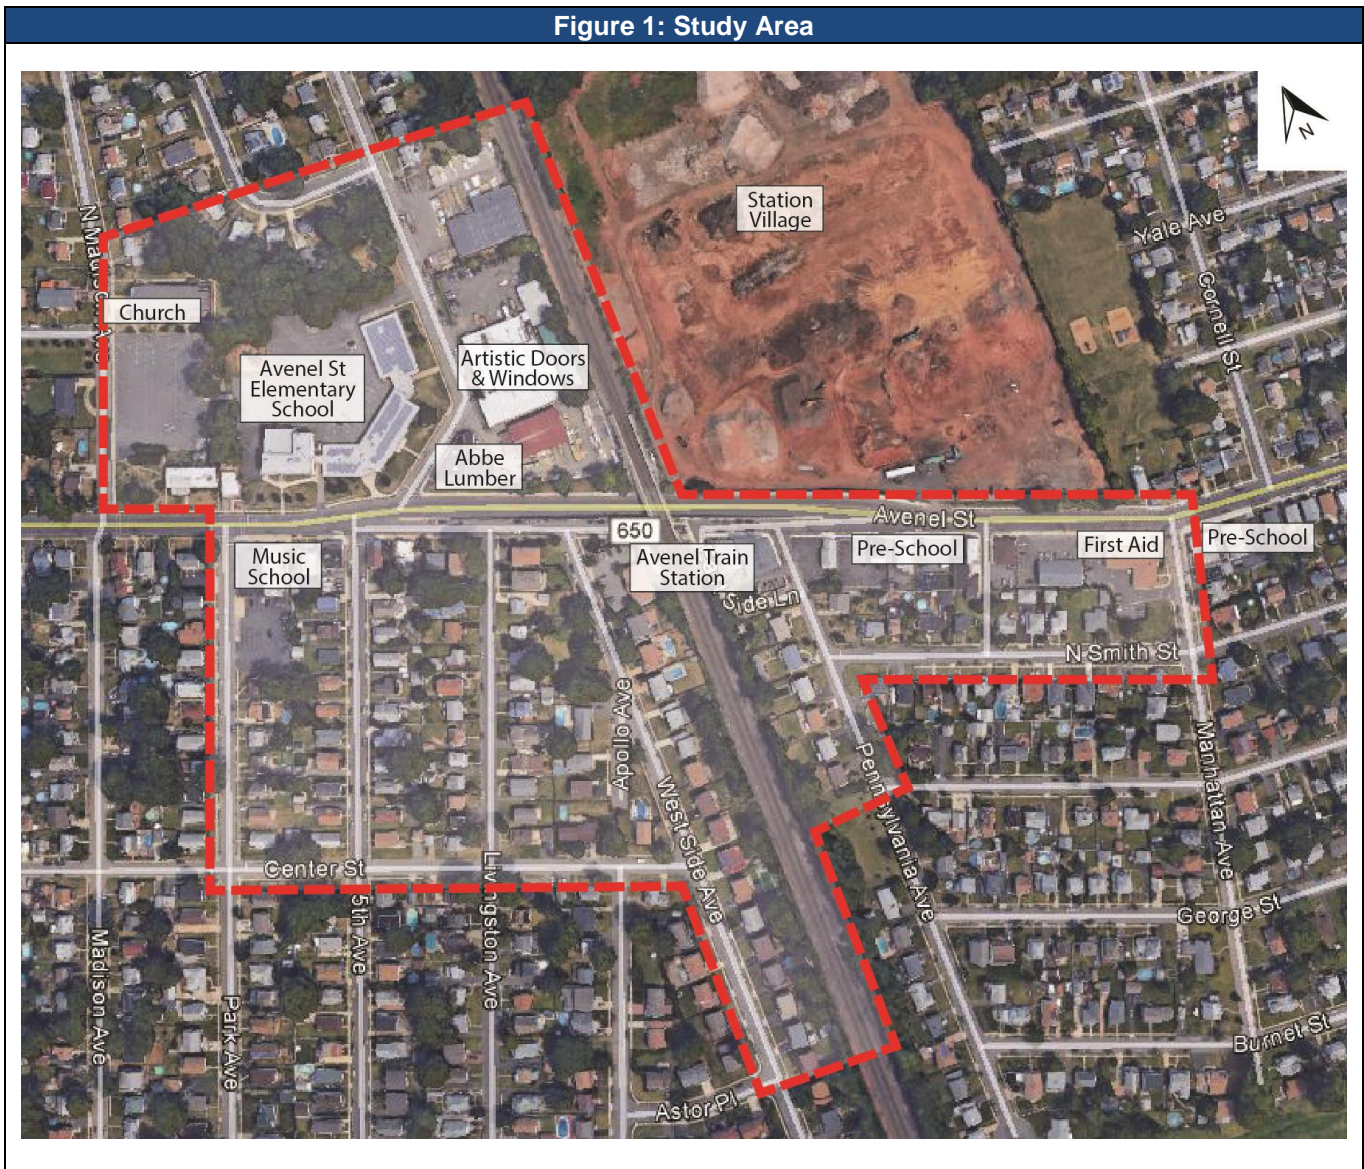 Figure 1: Study Area
N
Station
Village
Yale Ave
Cornell St
Church
Avenel St
Elementary
School
Artistic Doors
& Windows
Abbe
Lumber
650
Avenel St
Music
School
Avenel Train
Station
Pre-School
First Aid
Pre-School
Side Ln
N Smith St
Apollo Ave
West Side Ave
Pennsylvania Ave
Manhattan Ave
Center St
Livingston Ave
5th Ave
George St
Madison Ave
Park Ave
Burnet St
Astor Pl